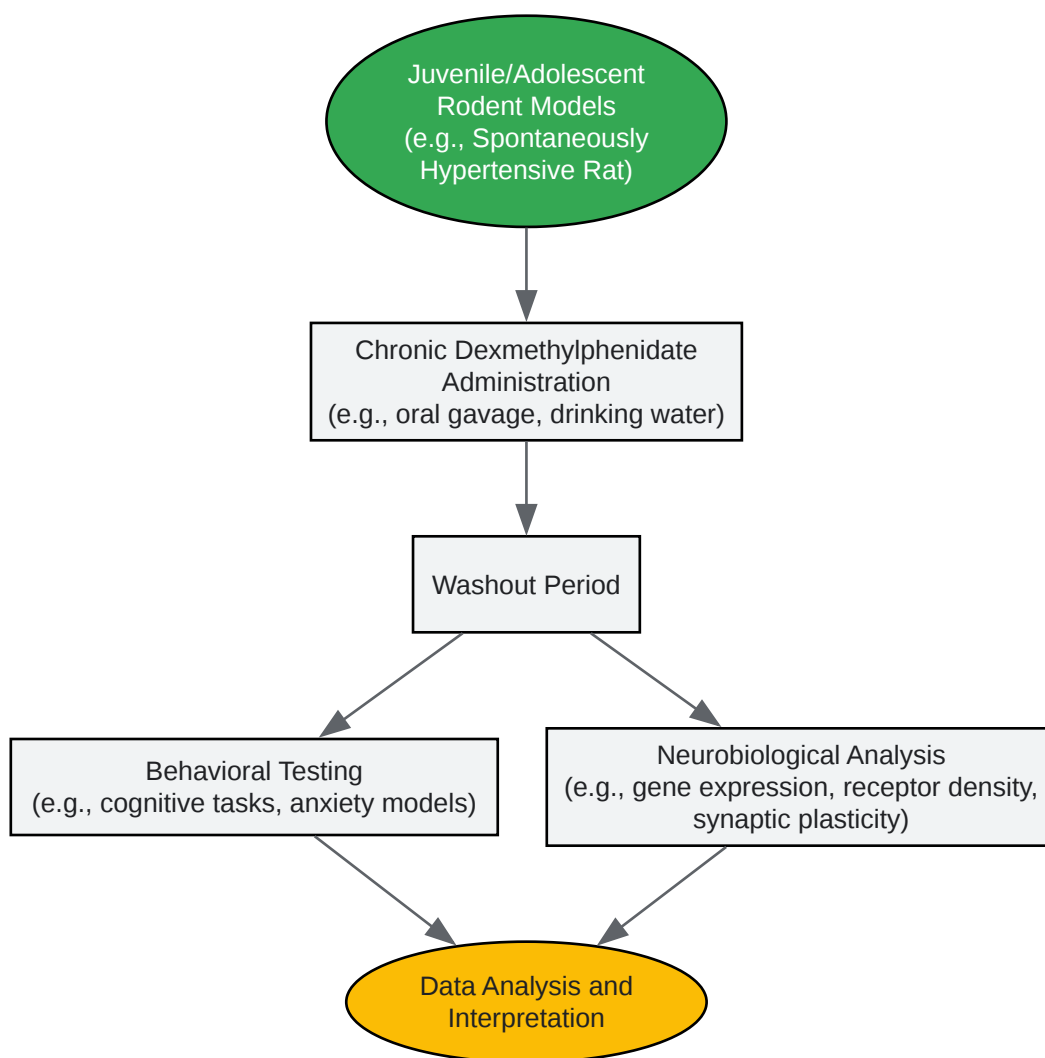 Juvenile/Adolescent
Rodent Models
(e.g., Spontaneously
Hypertensive Rat)
Chronic Dexmethylphenidate
Administration
(e.g., oral gavage, drinking water)
Washout Period
Behavioral Testing
(e.g., cognitive tasks, anxiety models)
Neurobiological Analysis
(e.g., gene expression, receptor density,
synaptic plasticity)
Data Analysis and
Interpretation